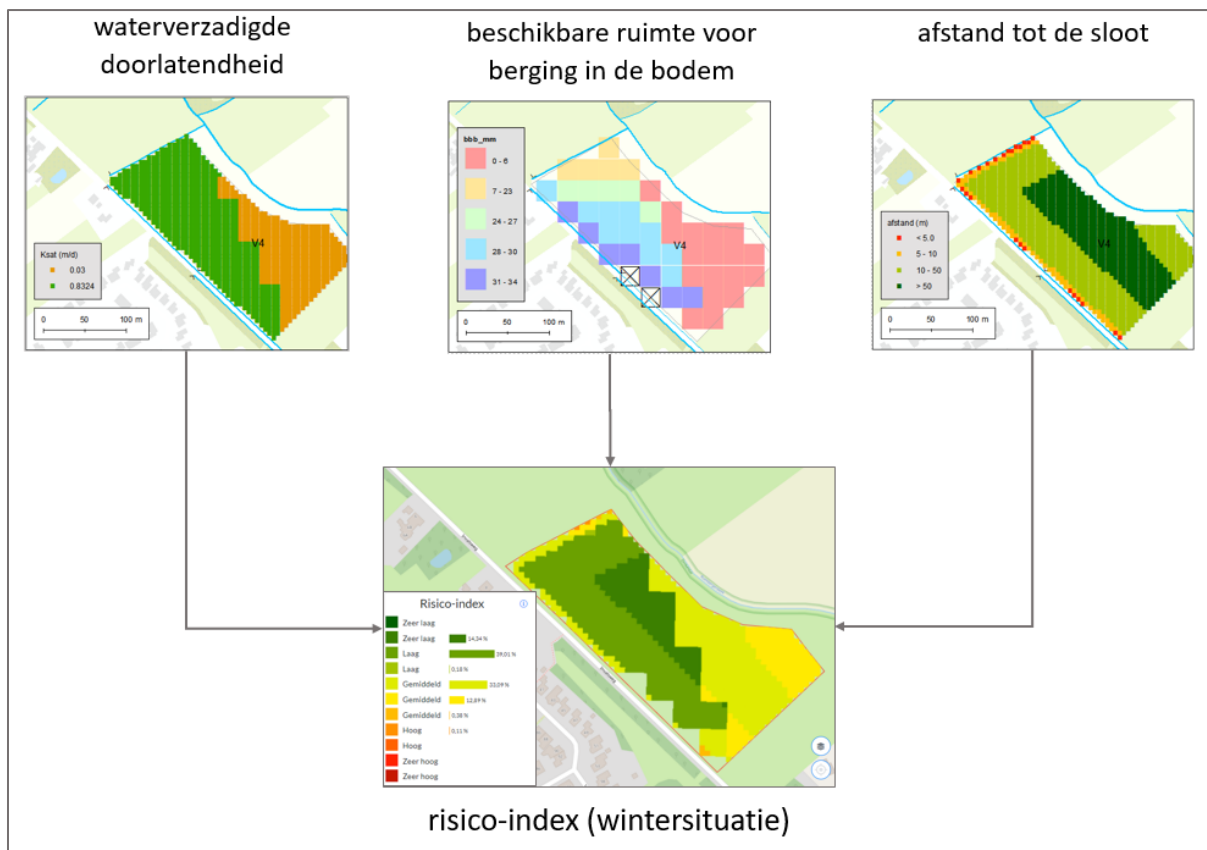 waterverzadigde
doorlatendheid
beschikbare ruimte voor
berging in de bodem
afstand tot de sloot
V4
Ksat (m/d)
0.03
0.8324
0 50 100 m
bbb_mm
0 - 6
7 - 23
24 - 27
28 - 30
31 - 34
V4
0 50 100 m
afstand (m)
< 5.0
5 - 10
10 - 50
> 50
V4
0 50 100 m
Risico-index
Zeer laag
Zeer laag 14,34 %
Laag 39,01 %
Laag 0,18 %
Gemiddeld 33,09 %
Gemiddeld 12,89 %
Gemiddeld 0,38 %
Hoog 0,11 %
Hoog
Zeer hoog
Zeer hoog
risico-index (wintersituatie)